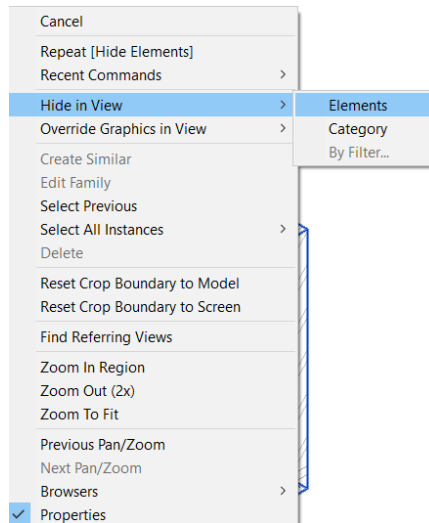 Cancel
Repeat [Hide Elements]
Recent Commands
Hide in View
Elements
Override Graphics in View
Category
By Filter...
Create Similar
Edit Family
Select Previous
Select All Instances
Delete
Reset Crop Boundary to Model
Reset Crop Boundary to Screen
Find Referring Views
Zoom In Region
Zoom Out (2x)
Zoom To Fit
Previous Pan/Zoom
Next Pan/Zoom
Browsers
Properties